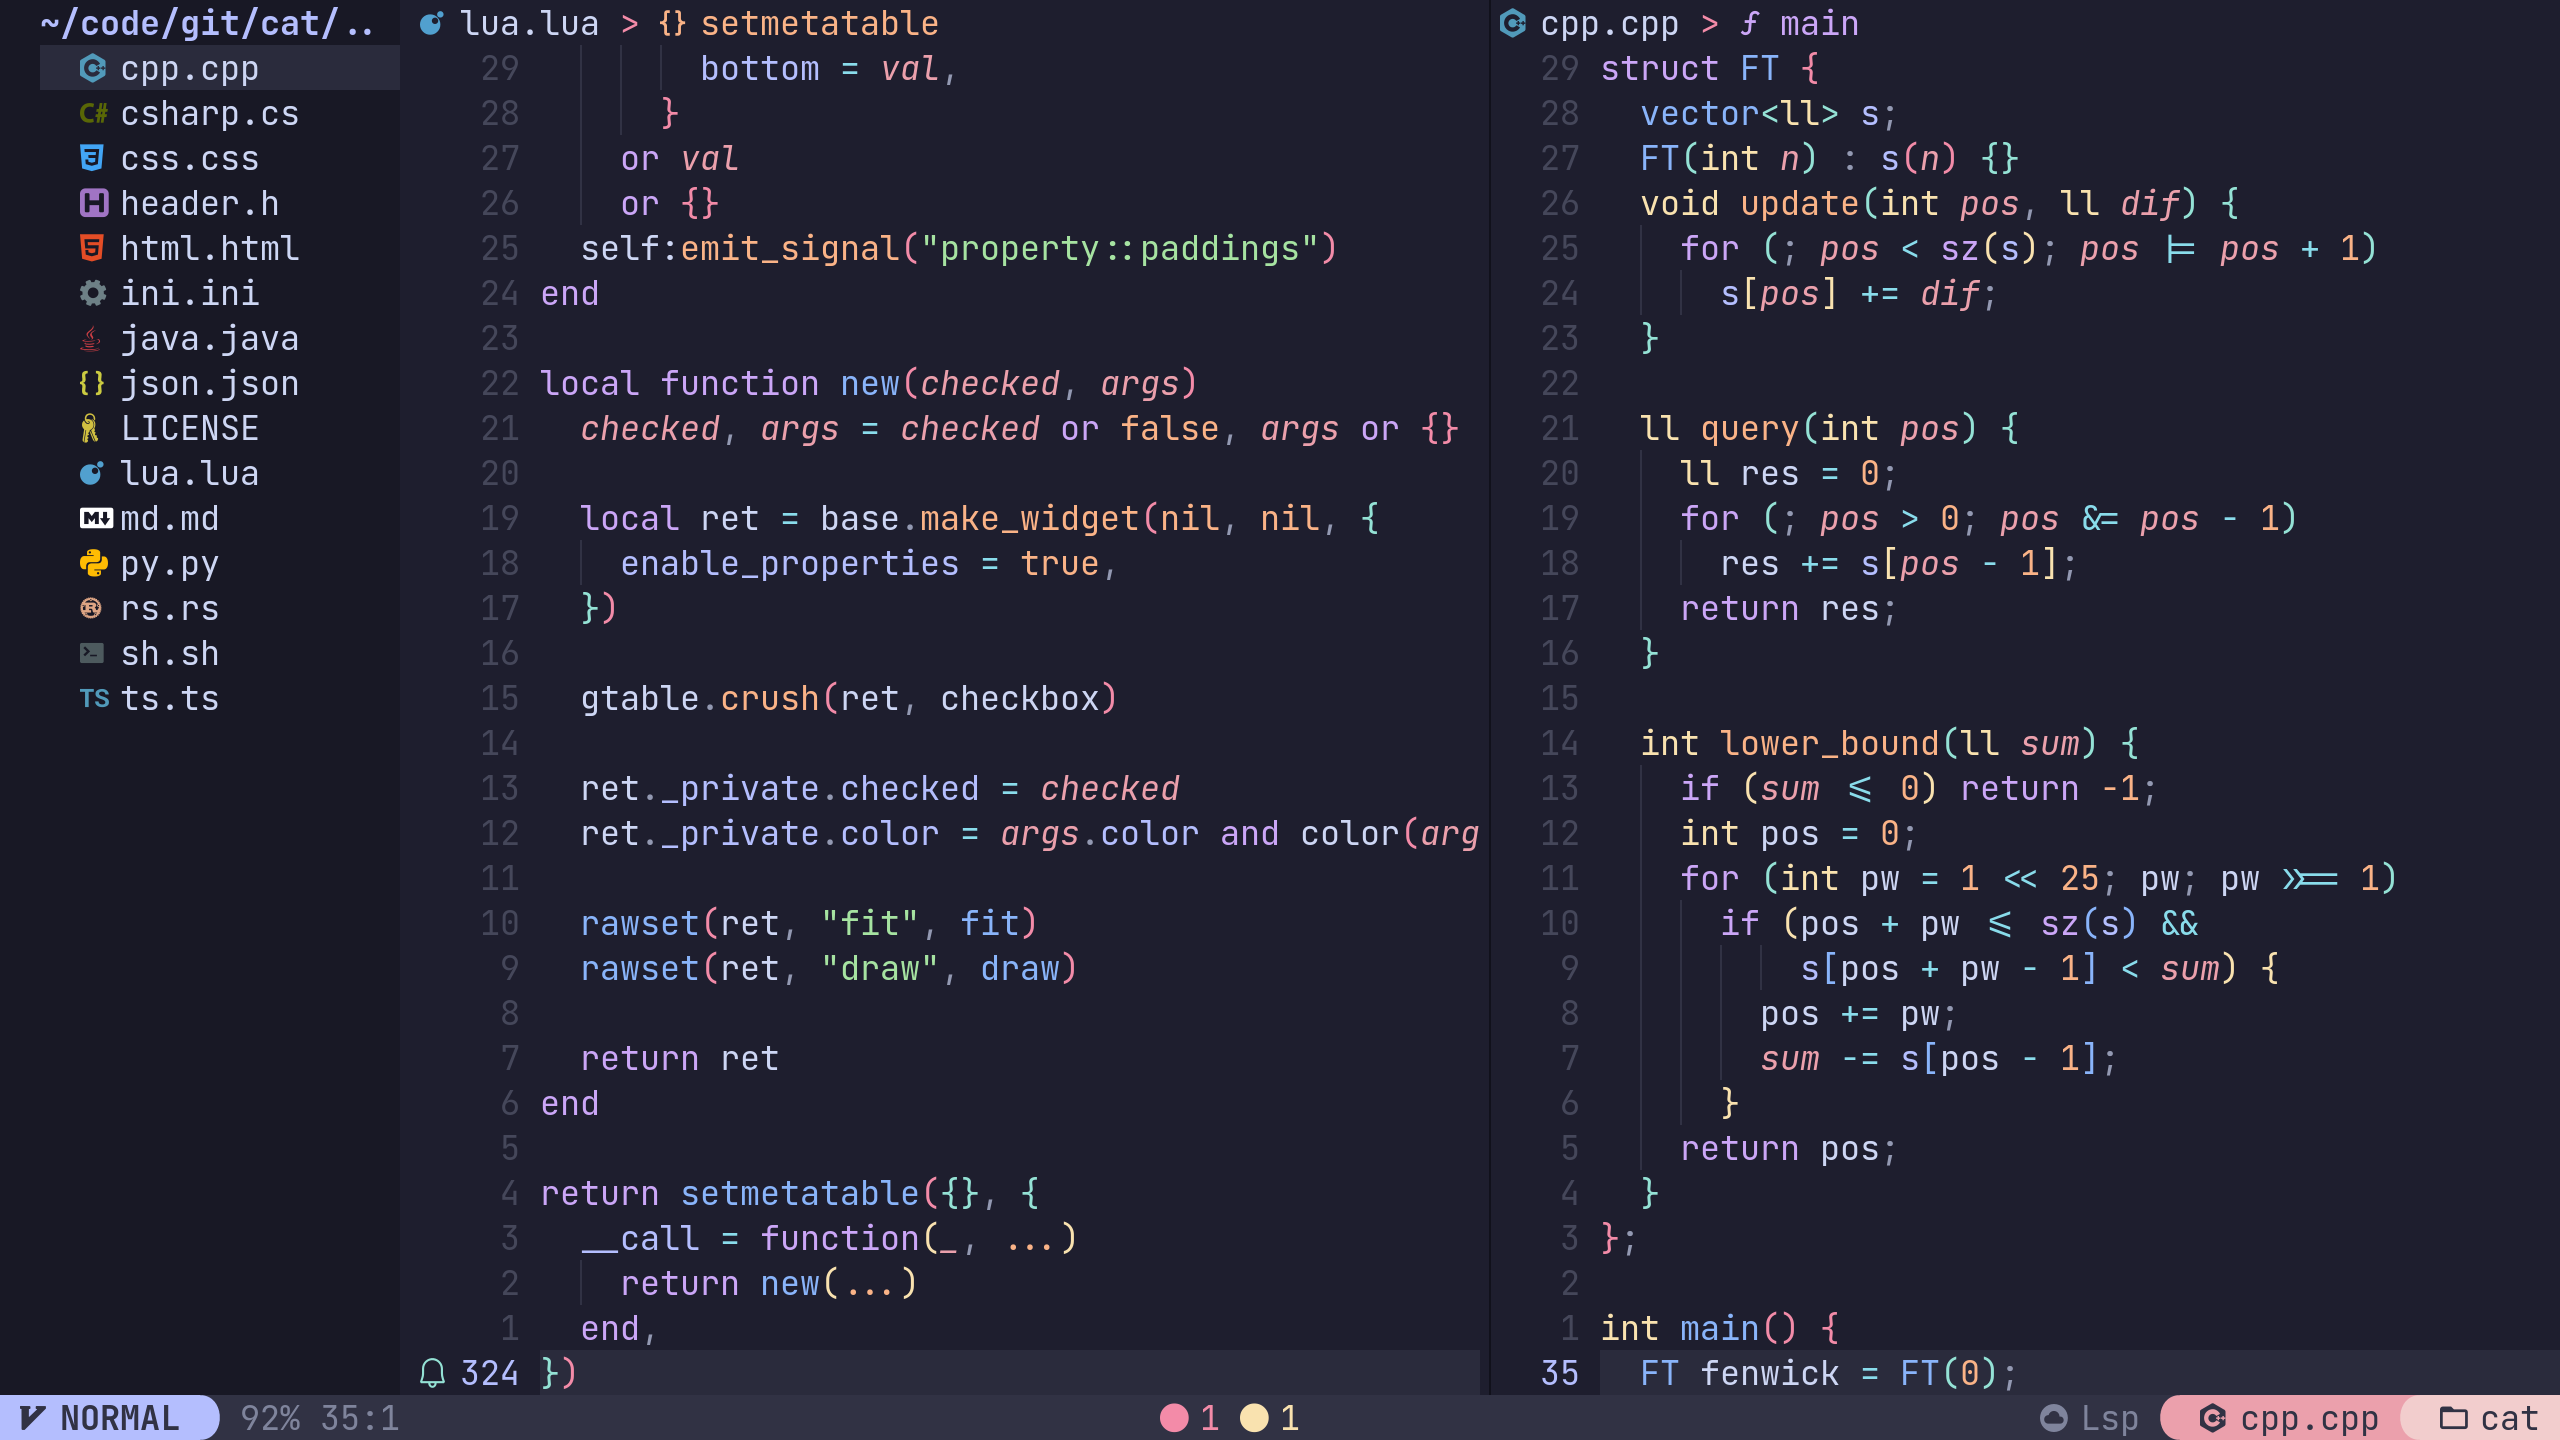 ~/code/git/cat/..
cpp.cpp
csharp.cs
css.css
header.h
html.html
ini.ini
java.java
json.json
LICENSE
lua.lua
md.md
py.py
rs.rs
sh.sh
TS ts.ts
lua.lua > {} setmetatable
29         bottom = val,
28       }
27     or val
26     or {}
25   self:emit_signal("property::paddings")
24 end
23
22 local function new(checked, args)
21   checked, args = checked or false, args or {}
20
19   local ret = base.make_widget(nil, nil, {
18     enable_properties = true,
17   })
16
15   gtable.crush(ret, checkbox)
14
13   ret._private.checked = checked
12   ret._private.color = args.color and color(arg
11
10   rawset(ret, "fit", fit)
9   rawset(ret, "draw", draw)
8
7   return ret
6 end
5
4 return setmetatable({}, {
3   __call = function(_, ...)
2     return new(...)
1   end,
324 })
cpp.cpp > ƒ main
29 struct FT {
28   vector<ll> s;
27   FT(int n) : s(n) {}
26   void update(int pos, ll dif) {
25     for (; pos < sz(s); pos |= pos + 1)
24       s[pos] += dif;
23   }
22
21   ll query(int pos) {
20     ll res = 0;
19     for (; pos > 0; pos &= pos - 1)
18       res += s[pos - 1];
17     return res;
16   }
15
14   int lower_bound(ll sum) {
13     if (sum <= 0) return -1;
12     int pos = 0;
11     for (int pw = 1 << 25; pw; pw >>= 1)
10       if (pos + pw <= sz(s) &&
9           s[pos + pw - 1] < sum) {
8         pos += pw;
7         sum -= s[pos - 1];
6       }
5     return pos;
4   }
3 };
2
1 int main() {
35   FT fenwick = FT(0);
NORMAL 92% 35:1 1 1 Lsp cpp.cpp cat